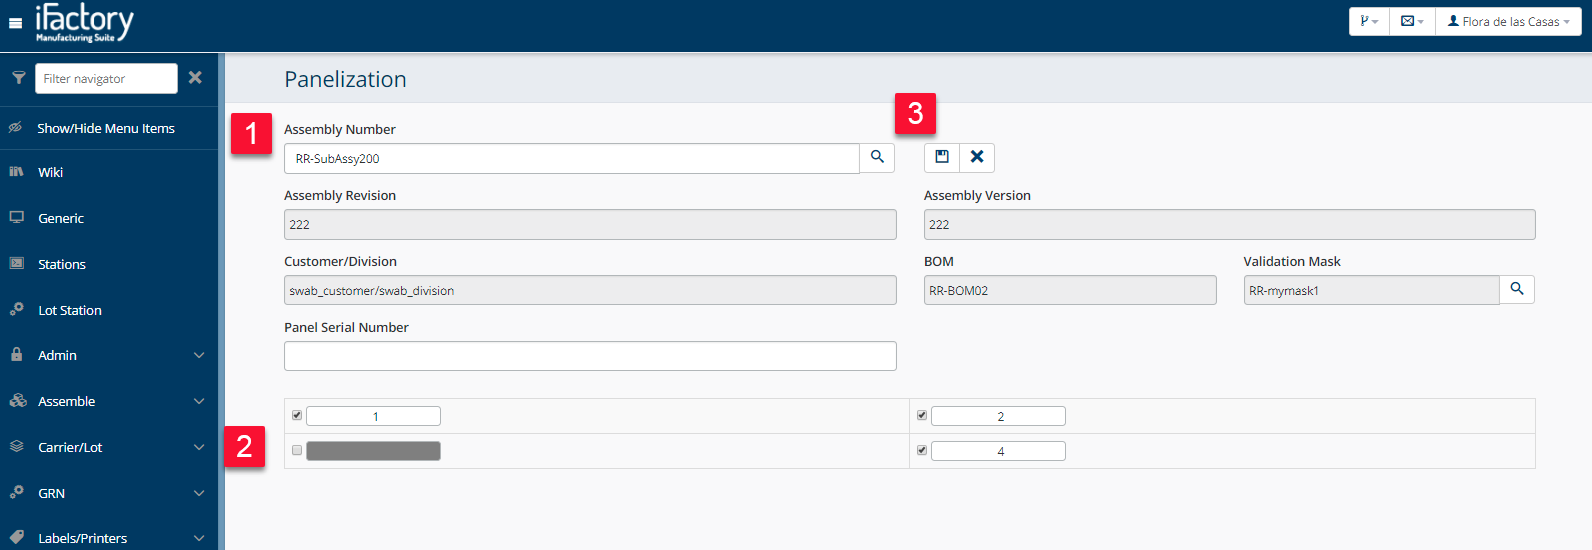 iFactory
Manufacturing Suite
Flora de las Casas
Filter navigator
Show/Hide Menu Items
Wiki
Generic
Stations
Lot Station
Admin
Assemble
Carrier/Lot
GRN
Labels/Printers
Panelization
1
Assembly Number
3
RR-SubAssy200
Assembly Revision
Assembly Version
222
222
Customer/Division
BOM
Validation Mask
swab_customer/swab_division
RR-BOM02
RR-mymask1
Panel Serial Number
1
2
2
4